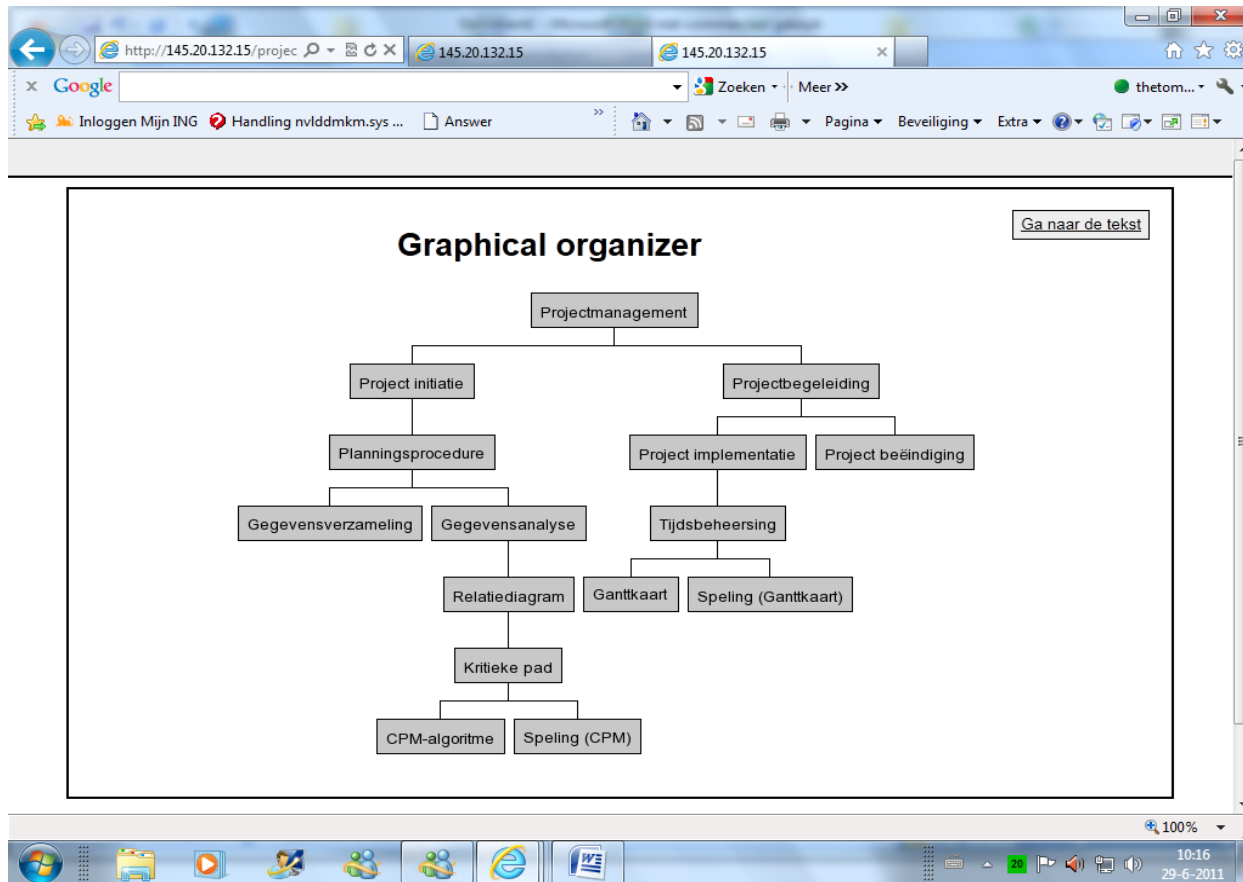 http://145.20.132.15/projec
145.20.132.15
145.20.132.15
x Google
Zoeken
Meer >>
thetom...
Inloggen Mijn ING
Handling nvlddmkm.sys ...
Answer
Pagina
Beveiliging
Extra
Ga naar de tekst
Graphical organizer
Projectmanagement
Project initiatie
Projectbegeleiding
Planningsprocedure
Project implementatie
Project beëindiging
Gegevensverzameling
Gegevensanalyse
Tijdsbeheersing
Relatiediagram
Ganttkaart
Speling (Ganttkaart)
Kritieke pad
CPM-algoritme
Speling (CPM)
100%
20
10:16
29-6-2011